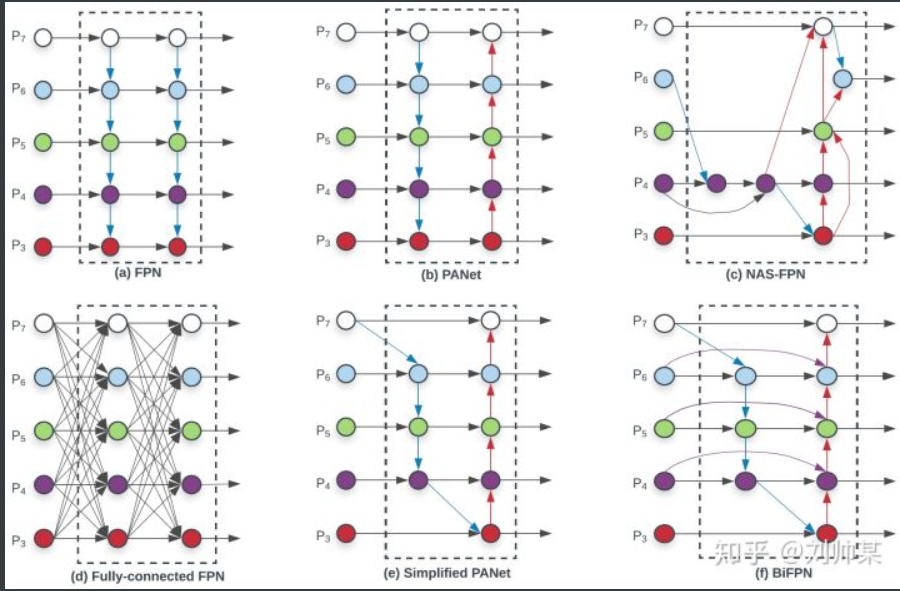 P7
P6
P5
P4
P3
(a) FPN
P7
P6
P5
P4
P3
(b) PANet
P7
P6
P5
P4
P3
(c) NAS-FPN
P7
P6
P5
P4
P3
(d) Fully-connected FPN
P7
P6
P5
P4
P3
(e) Simplified PANet
P7
P6
P5
P4
P3
(f) BiFPN
知乎 @刘帅某